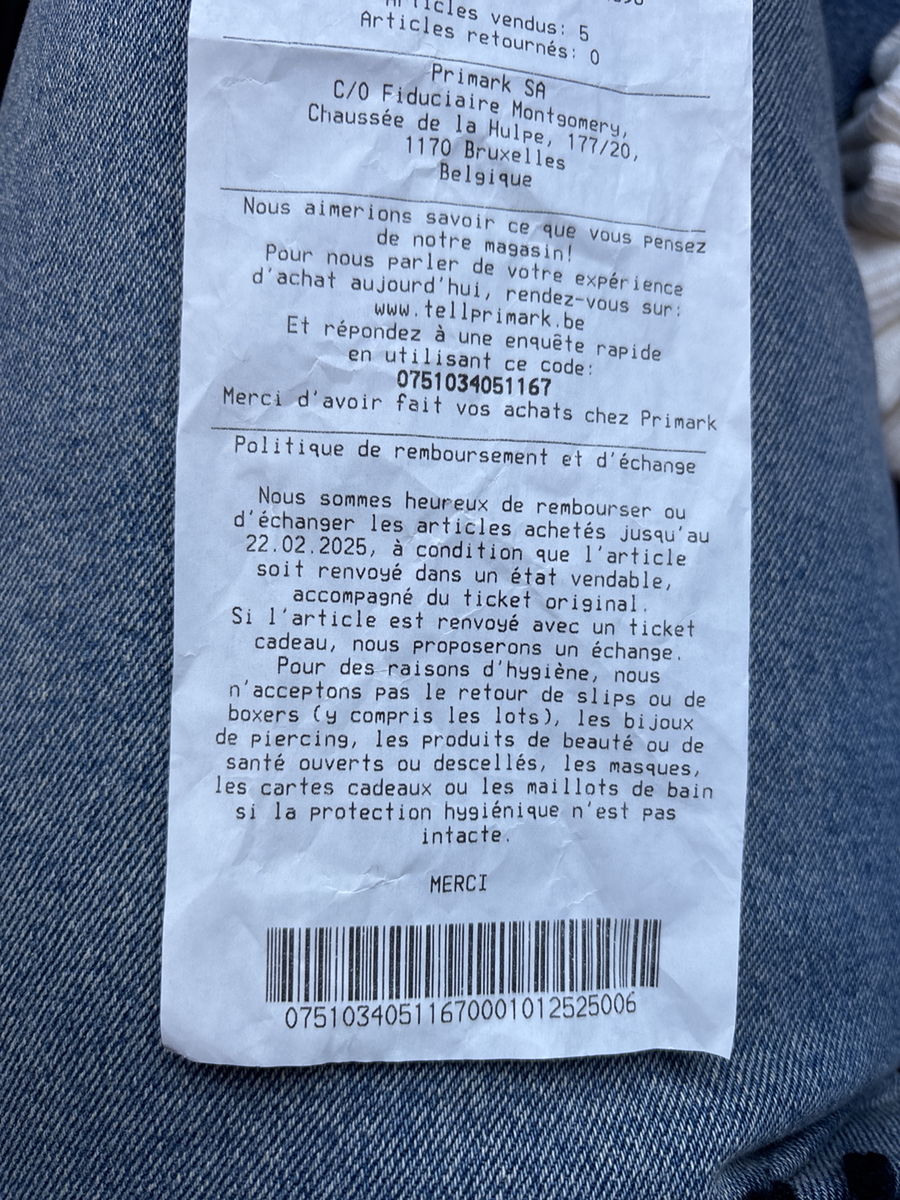 Articles vendus: 5
Articles retournés: 0
Primark SA
C/O Fiduciaire Montgomery,
Chaussée de la Hulpe, 177/20,
1170 Bruxelles
Belgique
Nous aimerions savoir ce que vous pensez
de notre magasin!
Pour nous parler de votre expérience
d'achat aujourd'hui, rendez-vous sur:
www.tellprimark.be
Et répondez à une enquête rapide
en utilisant ce code:
0751034051167
Merci d'avoir fait vos achats chez Primark
Politique de remboursement et d'échange
Nous sommes heureux de rembourser ou
d'échanger les articles achetés jusqu'au
22.02.2025, à condition que l'article
soit renvoyé dans un état vendable,
accompagné du ticket original.
Si l'article est renvoyé avec un ticket
cadeau, nous proposerons un échange.
Pour des raisons d'hygiène, nous
n'acceptons pas le retour de slips ou de
boxers (y compris les lots), les bijoux
de piercing, les produits de beauté ou de
santé ouverts ou descellés, les masques,
les cartes cadeaux ou les maillots de bain
si la protection hygiénique n'est pas
intacte.
MERCI
07510340511670001012525006